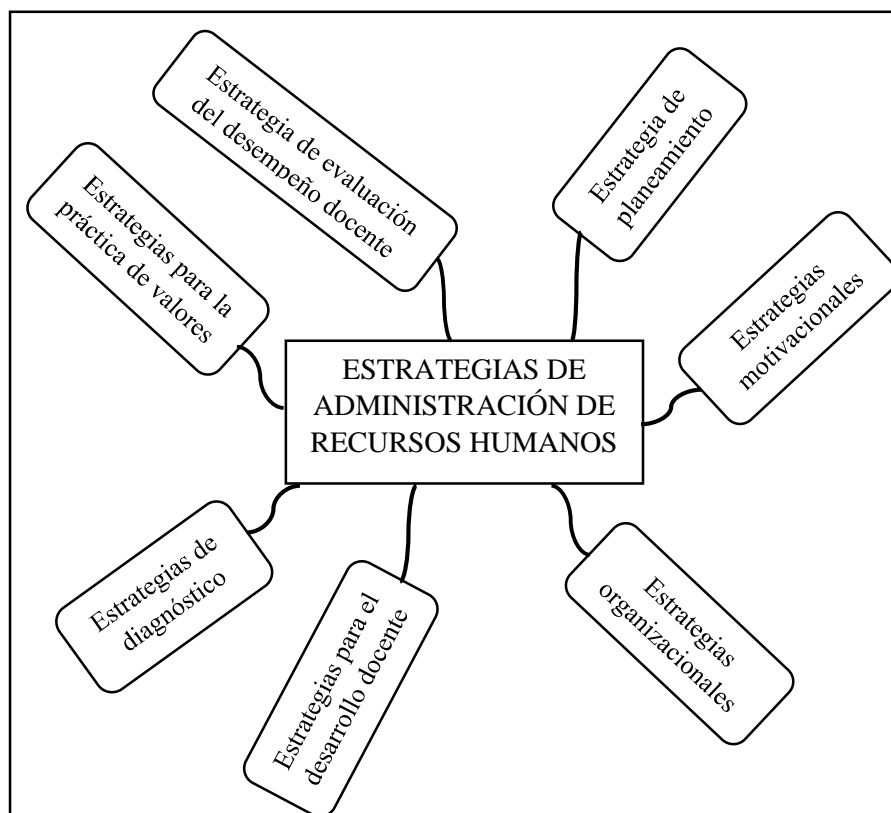 Estrategia de evaluación
del desempeño docente
Estrategia de
planeamiento
Estrategias para la
práctica de valores
Estrategias
motivacionales
ESTRATEGIAS DE
ADMINISTRACIÓN DE
RECURSOS HUMANOS
Estrategias de
diagnóstico
Estrategias para el
desarrollo docente
Estrategias
organizacionales